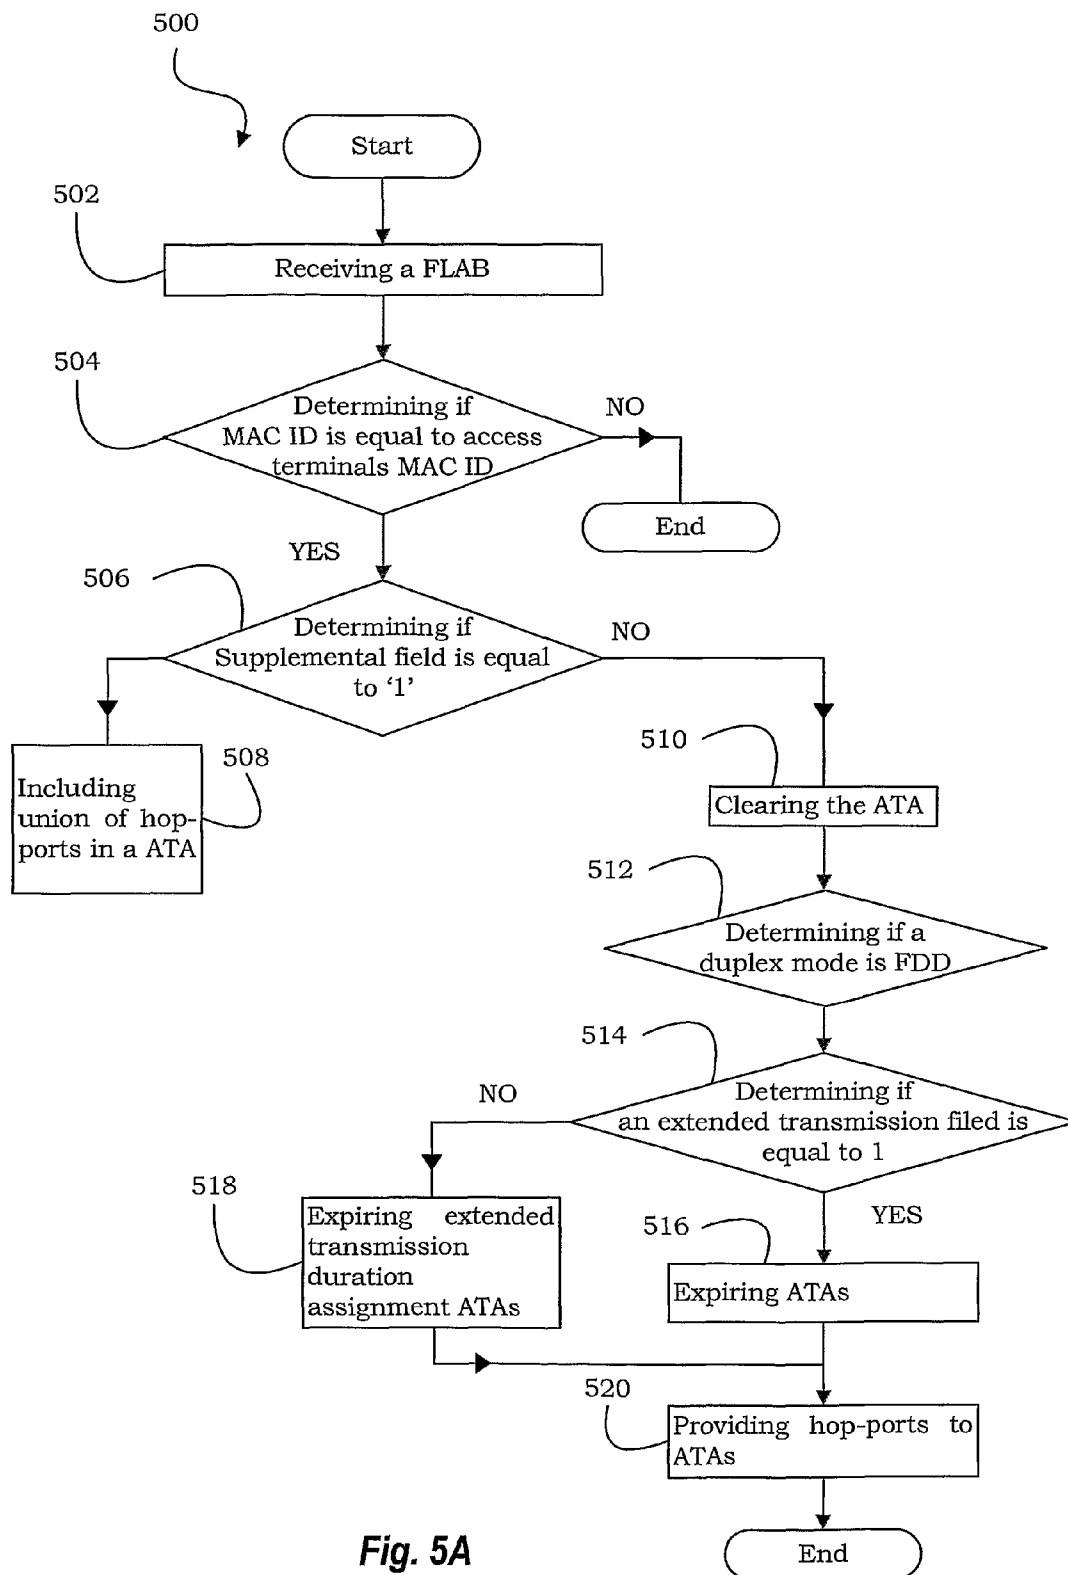 500
Start
502
Receiving a FLAB
504
Determining if
MAC ID is equal to access
terminals MAC ID
NO
End
YES
506
Determining if
Supplemental field is equal
to ‘1’
NO
508
Including
union of hop-
ports in a ATA
510
Clearing the ATA
512
Determining if a
duplex mode is FDD
514
Determining if
an extended transmission filed is
equal to 1
NO
YES
518
Expiring extended
transmission
duration
assignment ATAs
516
Expiring ATAs
520
Providing hop-ports to
ATAs
End
Fig. 5A